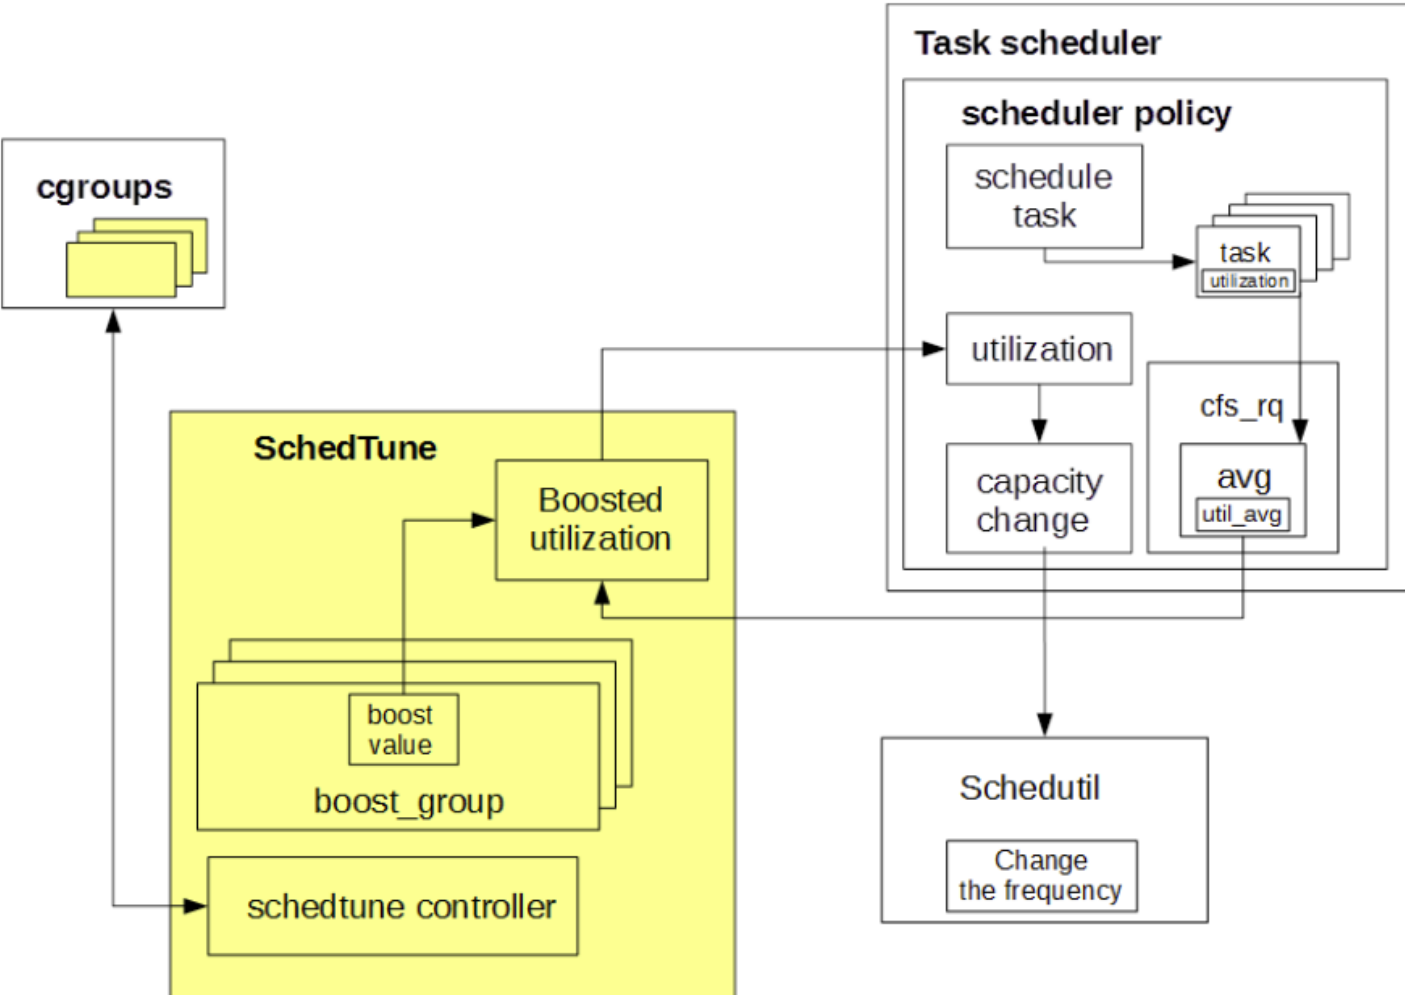 Task scheduler
scheduler policy
schedule
task
task
utilization
cgroups
utilization
cfs_rq
avg
util_avg
capacity
change
SchedTune
Boosted
utilization
boost
value
boost_group
schedtune controller
Schedutil
Change
the frequency